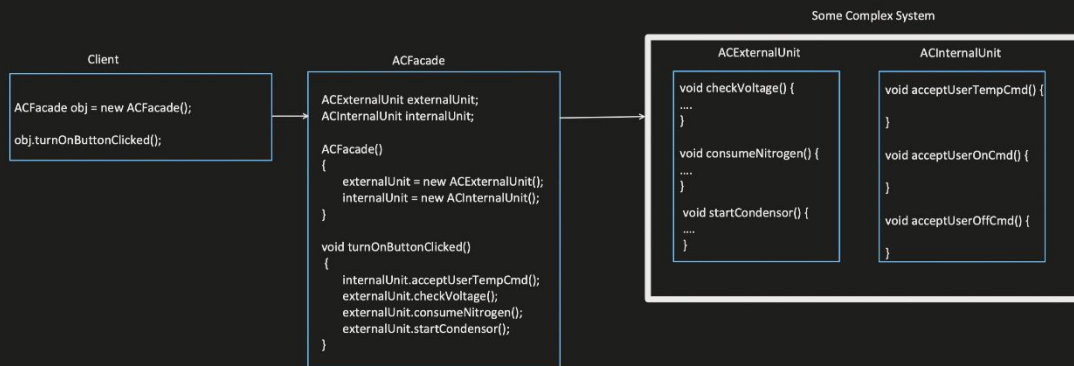 Some Complex System
Client
ACFacade obj = new ACFacade();
obj.turnOnButtonClicked();
ACFacade
ACExternalUnit externalUnit;
ACInternalUnit internalUnit;
ACFacade()
{
externalUnit = new ACExternalUnit();
internalUnit = new ACInternalUnit();
}
void turnOnButtonClicked()
{
internalUnit.acceptUserTempCmd();
externalUnit.checkVoltage();
externalUnit.consumeNitrogen();
externalUnit.startCondensor();
}
ACExternalUnit
void checkVoltage() {
....
}
void consumeNitrogen() {
....
}
void startCondensor() {
....
}
ACInternalUnit
void acceptUserTempCmd() {
}
void acceptUserOnCmd() {
}
void acceptUserOffCmd() {
}